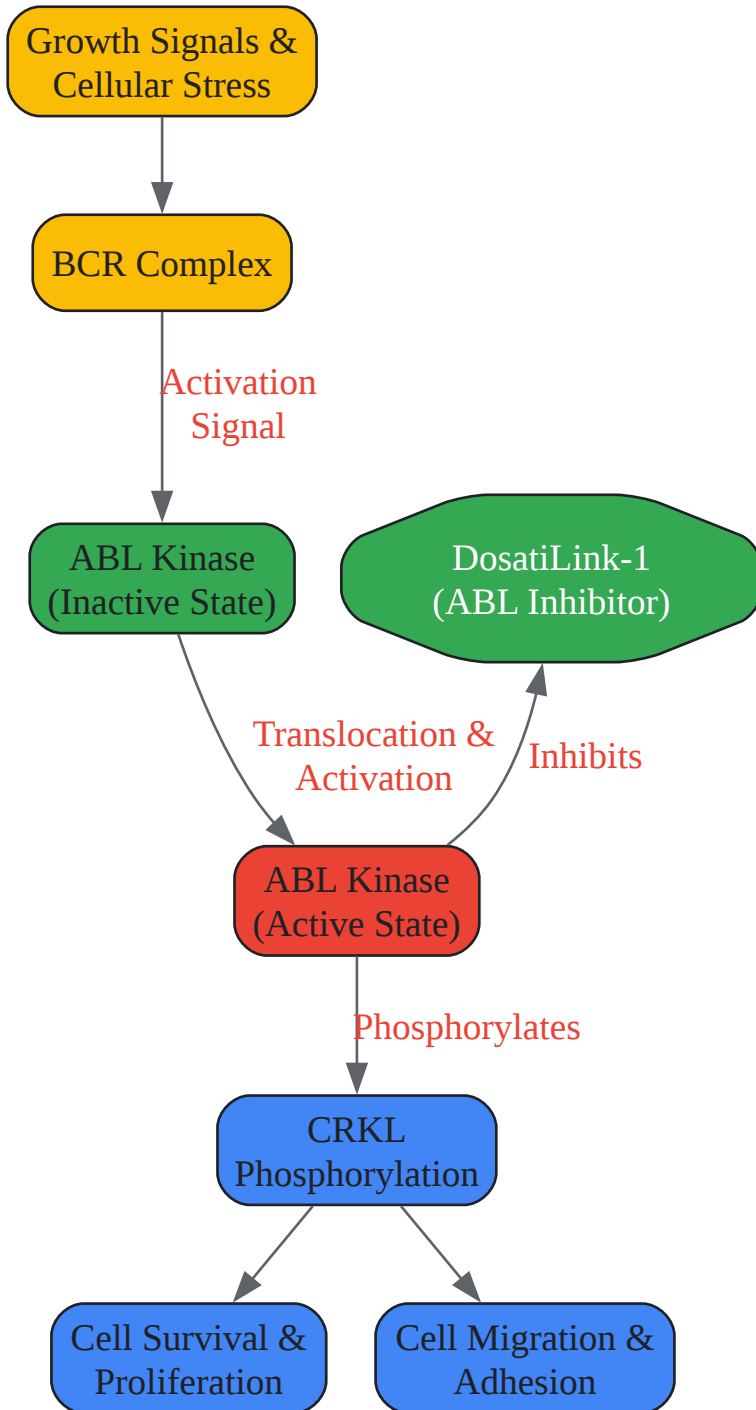 Growth Signals &
Cellular Stress
BCR Complex
Activation
Signal
ABL Kinase
(Inactive State)
DosatiLink-1
(ABL Inhibitor)
Translocation &
Activation
Inhibits
ABL Kinase
(Active State)
Phosphorylates
CRKL
Phosphorylation
Cell Survival &
Proliferation
Cell Migration &
Adhesion